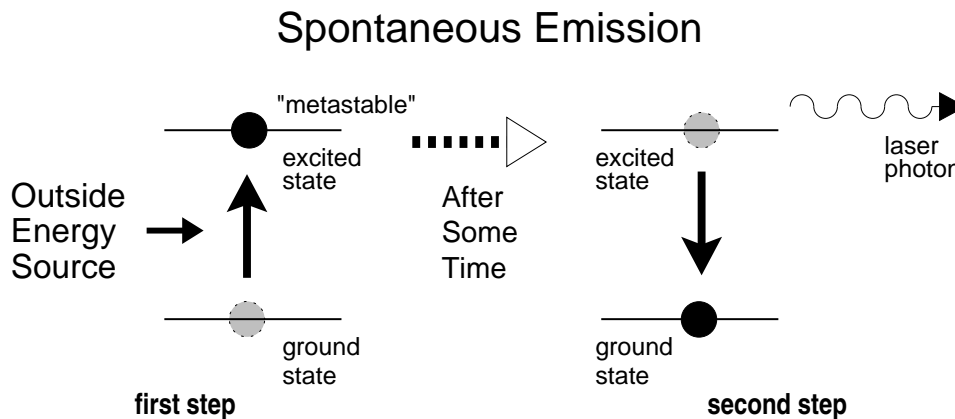 Spontaneous Emission
"metastable"
excited
state
Outside
Energy
Source
ground
state
first step
After
Some
Time
excited
state
laser
photon
ground
state
second step